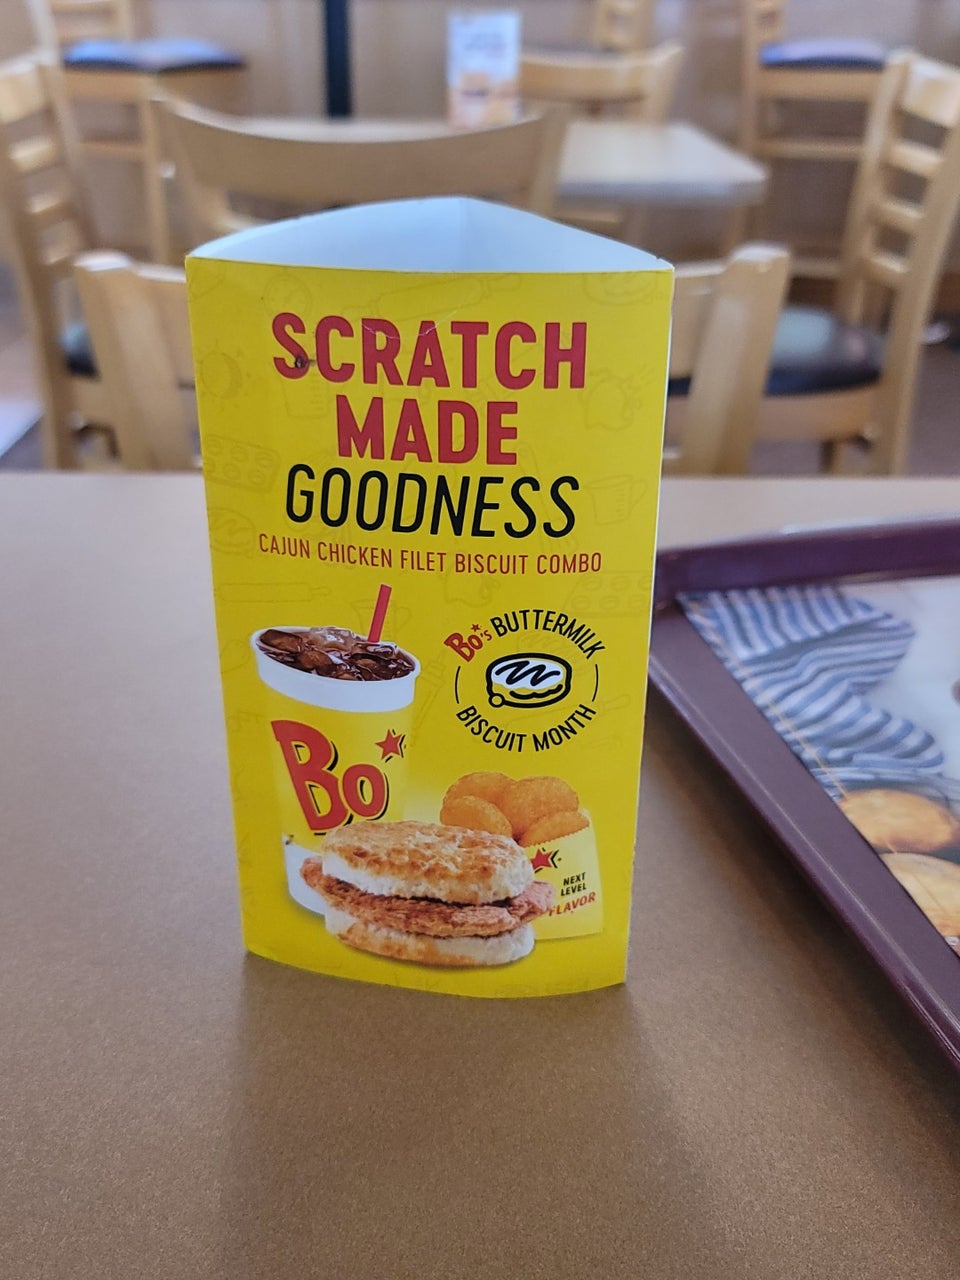 SCRATCH
MADE
GOODNESS
CAJUN CHICKEN FILET BISCUIT COMBO
Bo's BUTTERMILK
BISCUIT MONTH
Bo
NEXT
LEVEL
FLAVOR